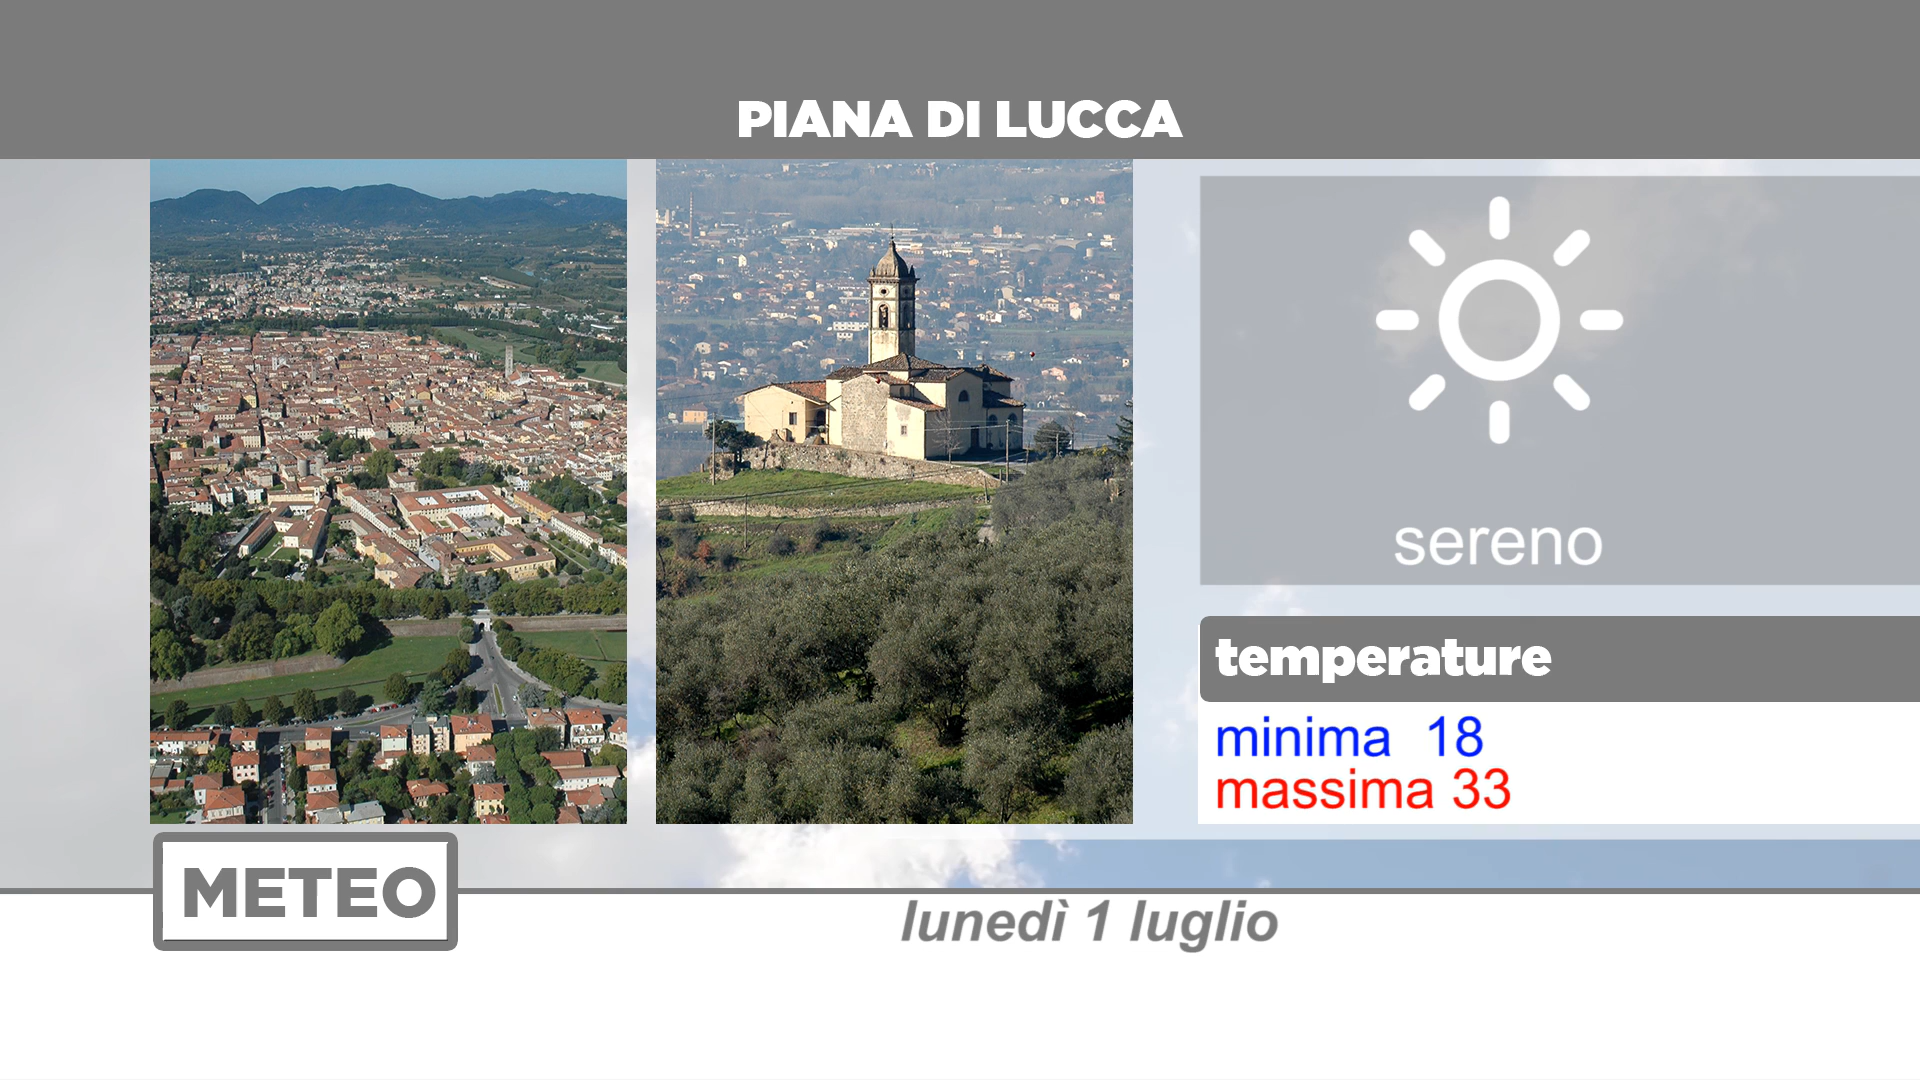 PIANA DI LUCCA
sereno
temperature
minima 18
massima 33
METEO
lunedì 1 luglio